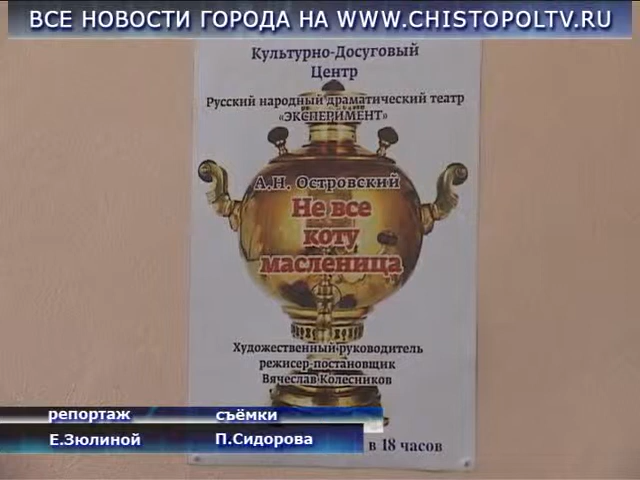 ВСЕ НОВОСТИ ГОРОДА НА WWW.CHISTOPOLTV.RU
Культурно-Досуговый
Центр
Русский народный драматический театр
«ЭКСПЕРИМЕНТ»
А.Н. Островский
Не все
коту
масленица
Художественный руководитель
режисер-постановщик
Вячеслав Колесников
в 18 часов
репортаж съёмки
Е.Зюлиной П.Сидорова